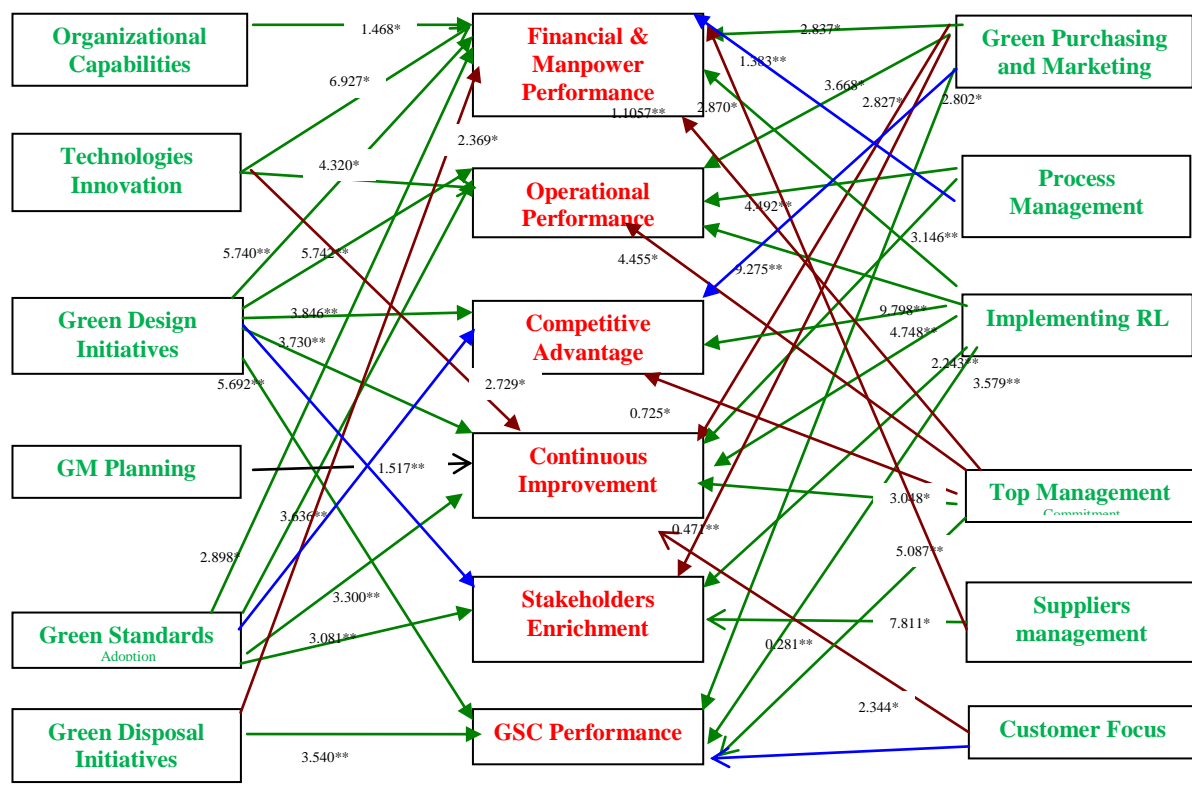 Organizational
Capabilities
Technologies
Innovation
Green Design
Initiatives
GM Planning
Green Standards
Adoption
Green Disposal
Initiatives
Financial &
Manpower
Performance
Operational
Performance
Competitive
Advantage
Continuous
Improvement
Stakeholders
Enrichment
GSC Performance
Green Purchasing
and Marketing
Process
Management
Implementing RL
Top Management
Commitment
Suppliers
management
Customer Focus
1.468*
6.927*
2.369*
4.320*
5.740**
5.742**
3.846**
3.730**
5.692**
2.729*
1.517**
3.636**
2.898*
3.300**
3.081**
3.540**
2.837*
1.383**
3.668*
2.827*
2.802*
2.870*
1.1057**
4.492**
3.146**
4.455*
9.275**
9.798**
4.748**
2.243**
3.579**
0.725*
3.048*
0.471**
5.087**
7.811*
0.281**
2.344*